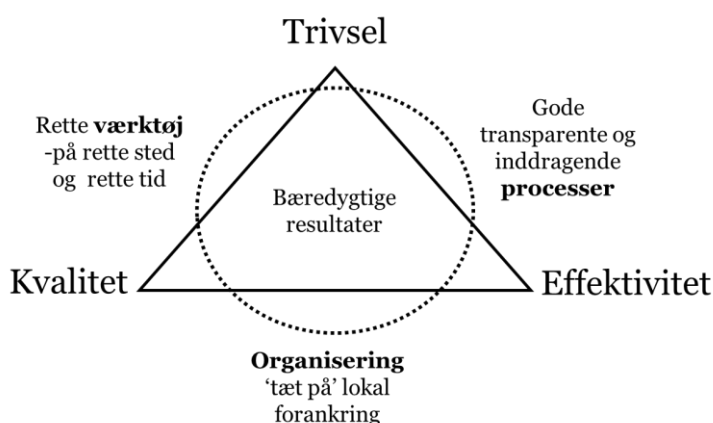 Trivsel
Rette værktøj
-på rette sted
og rette tid
Gode
transparente og
inddragende
processer
Bæredygtige
resultater
Kvalitet
Effektivitet
Organisering
‘tæt på’ lokal
forankring